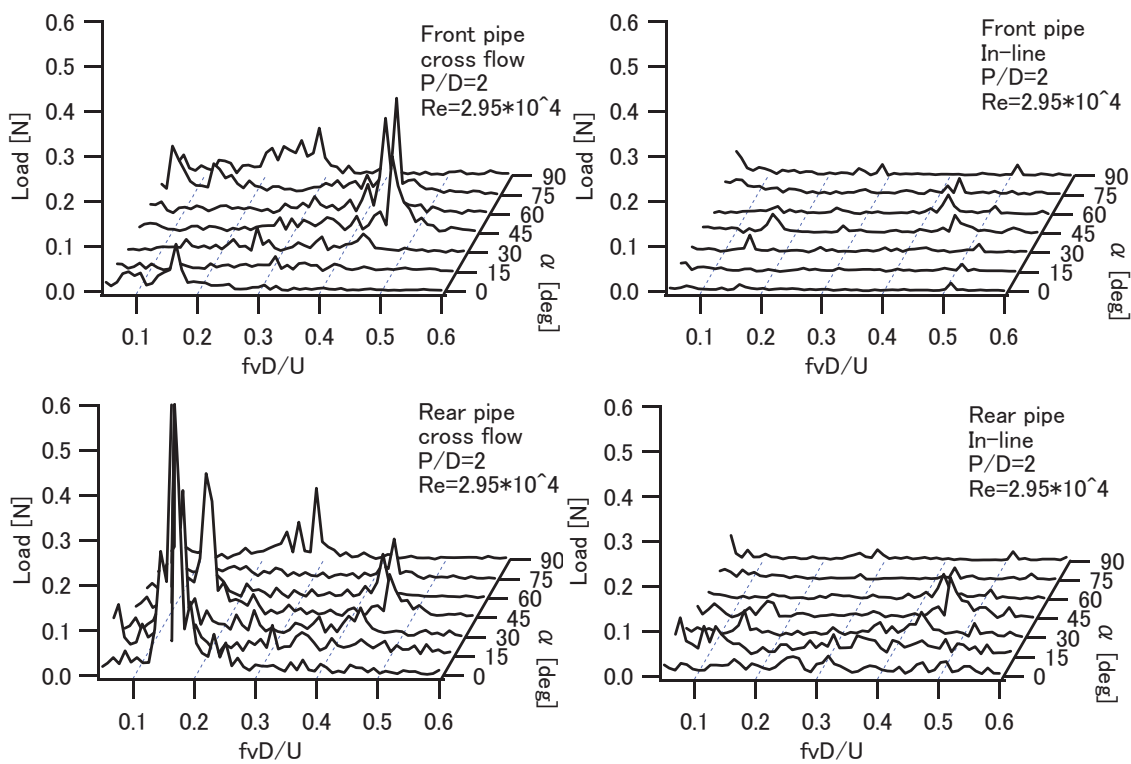 0.6
0.5
0.4
0.3
0.2
0.1
0.0
Load [N]
Front pipe
cross flow
P/D=2
Re=2.95*10^4
90
75
60
45
30
15
0
α [deg]
0.1 0.2 0.3 0.4 0.5 0.6
fvD/U
0.6
0.5
0.4
0.3
0.2
0.1
0.0
Load [N]
Front pipe
In-line
P/D=2
Re=2.95*10^4
90
75
60
45
30
15
0
α [deg]
0.1 0.2 0.3 0.4 0.5 0.6
fvD/U
0.6
0.5
0.4
0.3
0.2
0.1
0.0
Load [N]
Rear pipe
cross flow
P/D=2
Re=2.95*10^4
90
75
60
45
30
15
0
α [deg]
0.1 0.2 0.3 0.4 0.5 0.6
fvD/U
0.6
0.5
0.4
0.3
0.2
0.1
0.0
Load [N]
Rear pipe
In-line
P/D=2
Re=2.95*10^4
90
75
60
45
30
15
0
α [deg]
0.1 0.2 0.3 0.4 0.5 0.6
fvD/U